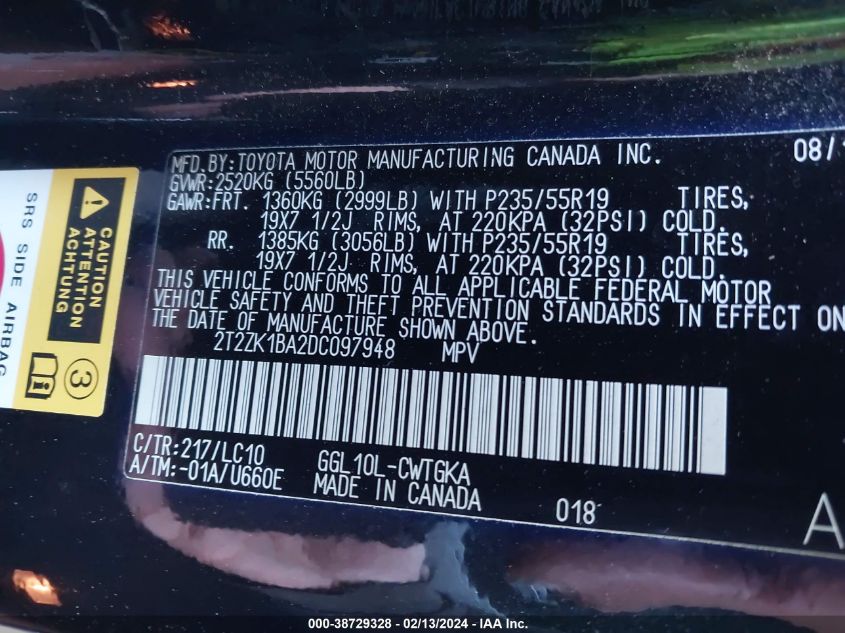 MFD.BY:TOYOTA MOTOR MANUFACTURING CANADA INC. 08/1
GVWR:2520KG (5560LB)
GAWR:FRT. 1360KG (2999LB) WITH P235/55R19 TIRES,
19X7 1/2J RIMS, AT 220KPA (32PSI) COLD.
RR. 1385KG (3056LB) WITH P235/55R19 TIRES,
19X7 1/2J RIMS, AT 220KPA (32PSI) COLD.
THIS VEHICLE CONFORMS TO ALL APPLICABLE FEDERAL MOTOR
VEHICLE SAFETY AND THEFT PREVENTION STANDARDS IN EFFECT ON
THE DATE OF MANUFACTURE SHOWN ABOVE.
2T2ZK1BA2DC097948 MPV
C/TR:217/LC10 GGL10L-CWTGKA
A/TM:-01A/U660E MADE IN CANADA 018 A
SRS SIDE AIRBAG
CAUTION
ATTENTION
ACHTUNG
3
000-38729328 - 02/13/2024 - IAAI Inc.